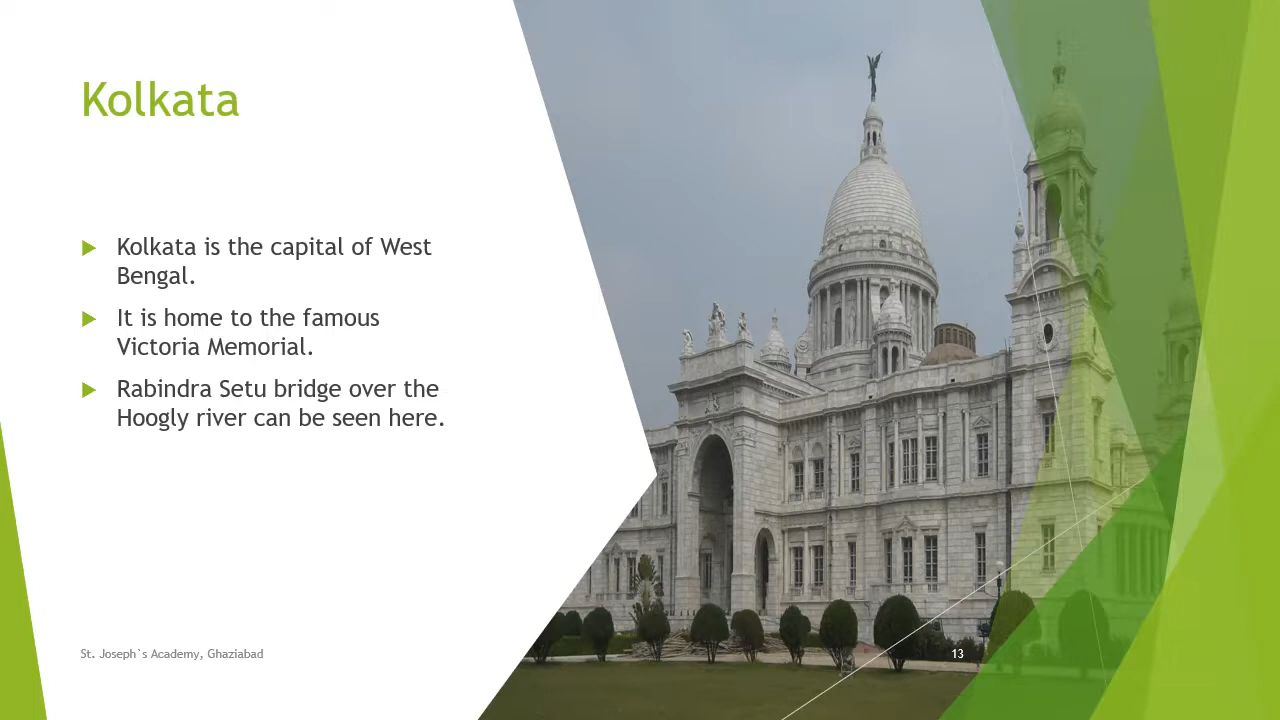 Kolkata
Kolkata is the capital of West
Bengal.
It is home to the famous
Victoria Memorial.
Rabindra Setu bridge over the
Hoogly river can be seen here.
St. Joseph`s Academy, Ghaziabad
13